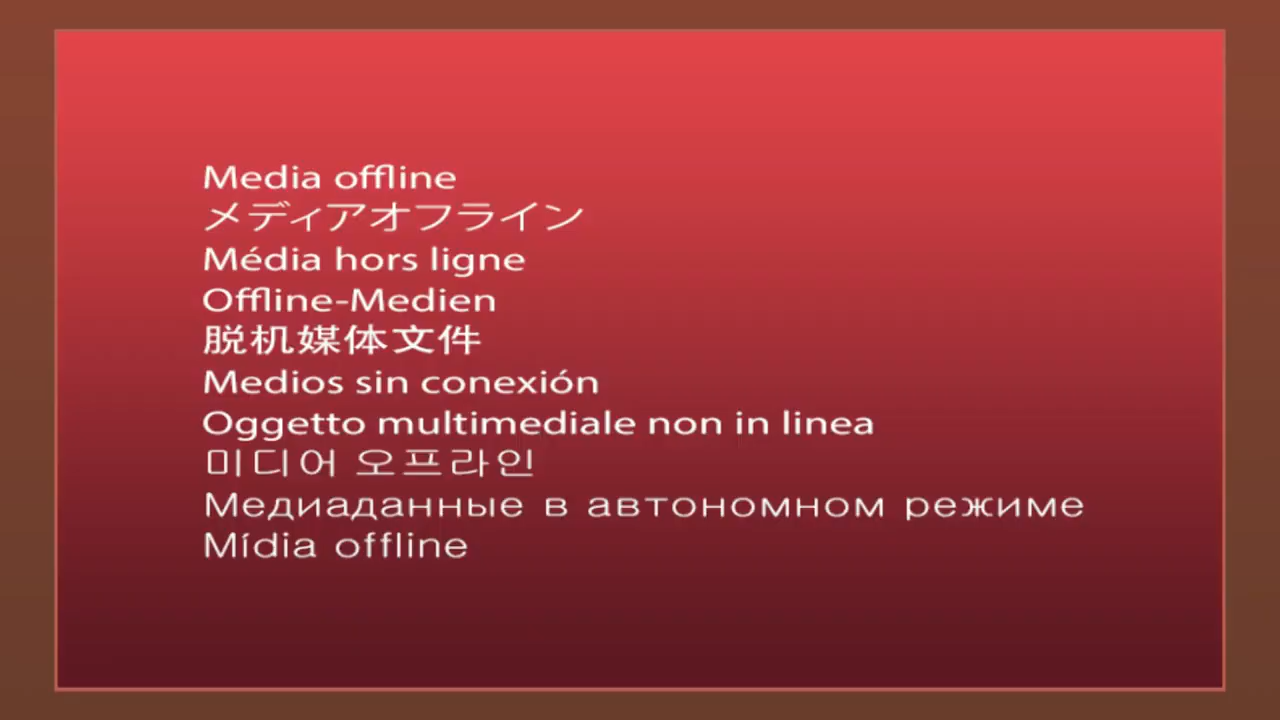 Media offline
メディアオフライン
Média hors ligne
Offline-Medien
脱机媒体文件
Medios sin conexión
Oggetto multimediale non in linea
미디어 오프라인
Медиаданные в автономном режиме
Mídia offline